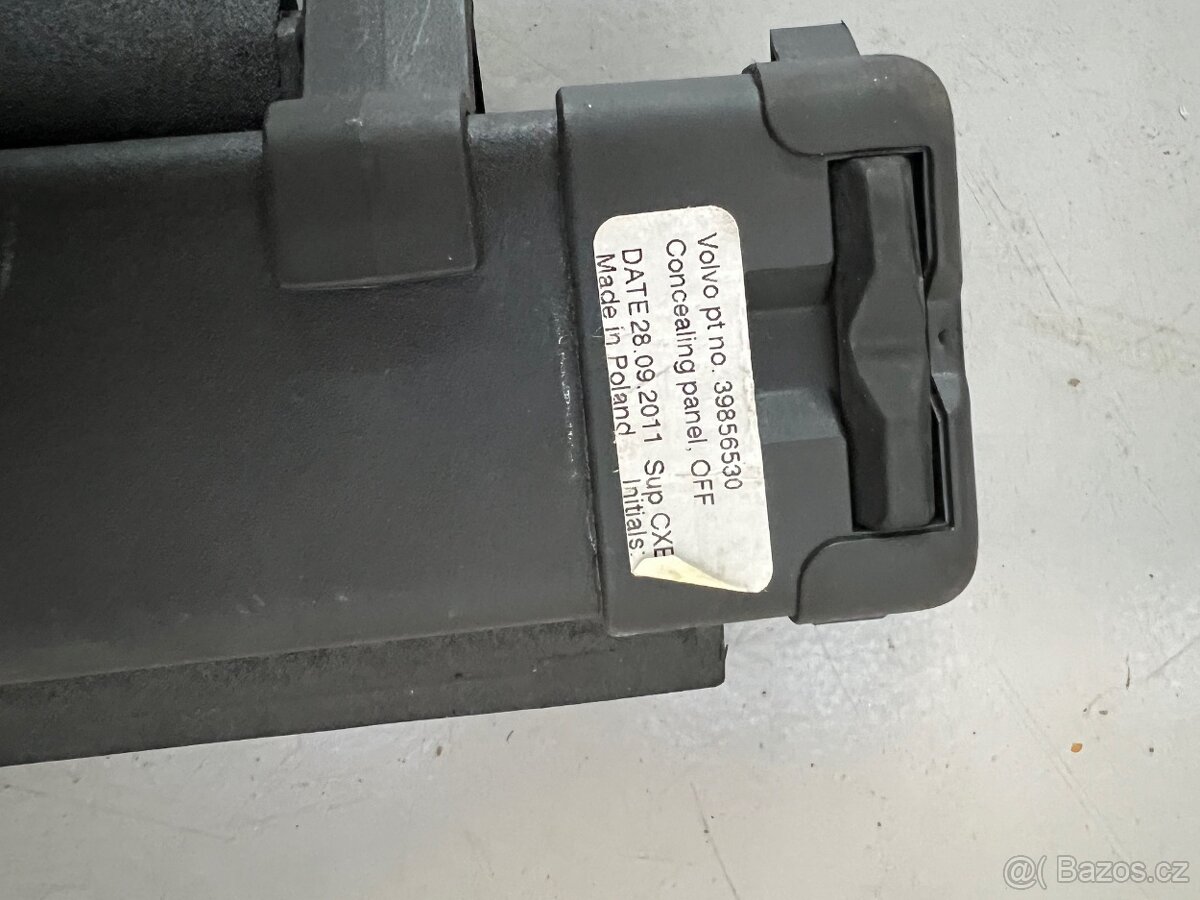 Volvo pt no. 39856530
Concealing panel, OFF
DATE 28.09.2011 Sup CXE
Made in Poland Initials:
@( Bazos.cz